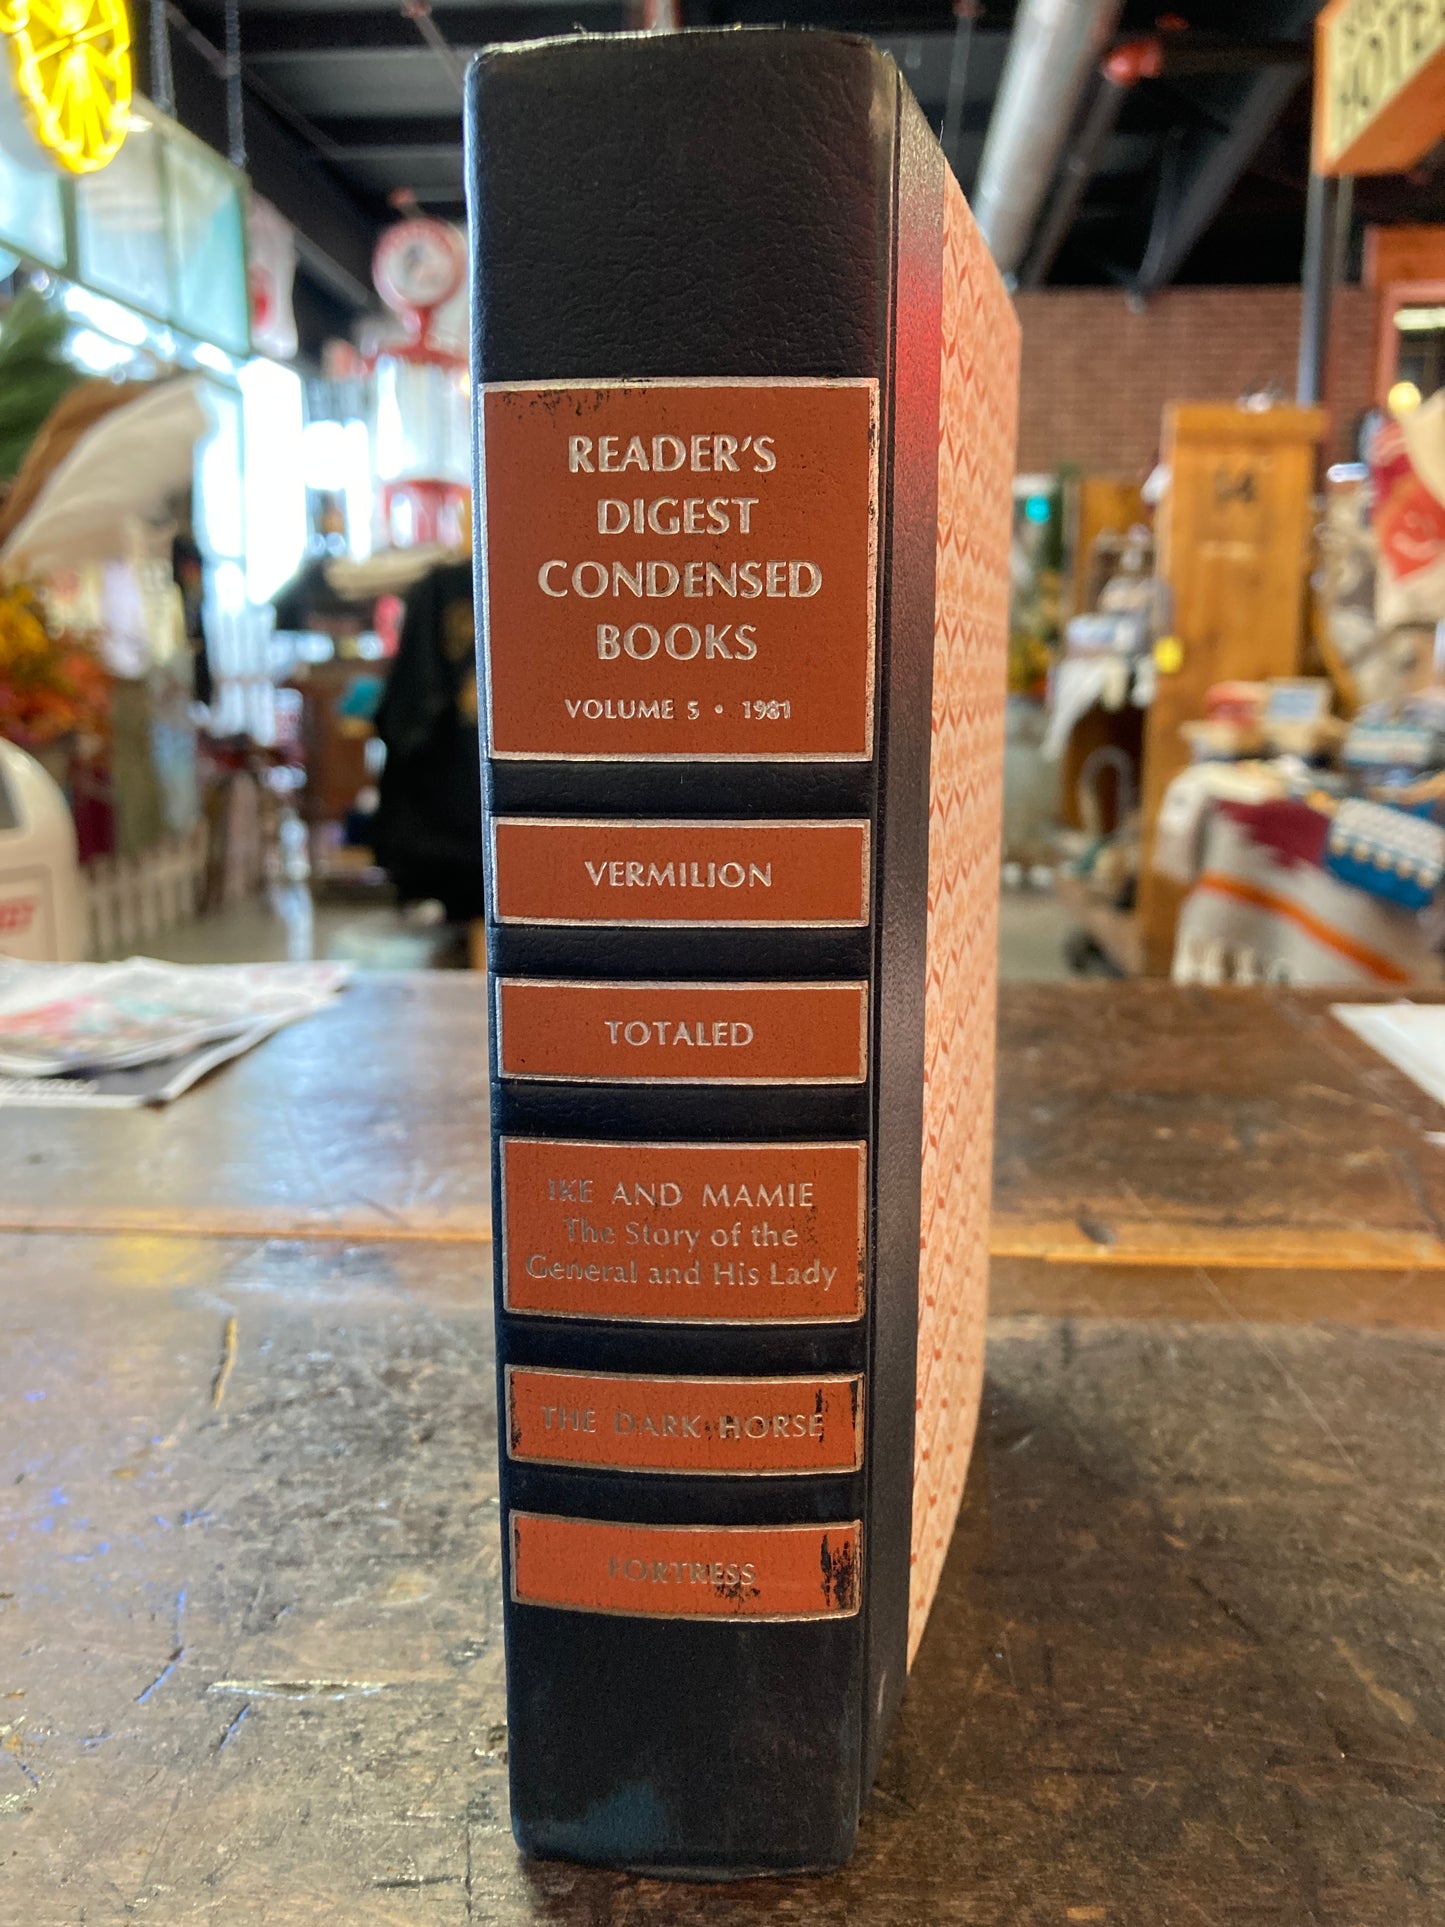 READER'S
DIGEST
CONDENSED
BOOKS
VOLUME 5 • 1981
VERMILION
TOTALED
IKE AND MAMIE
The Story of the
General and His Lady
THE DARK HORSE
FORTRESS